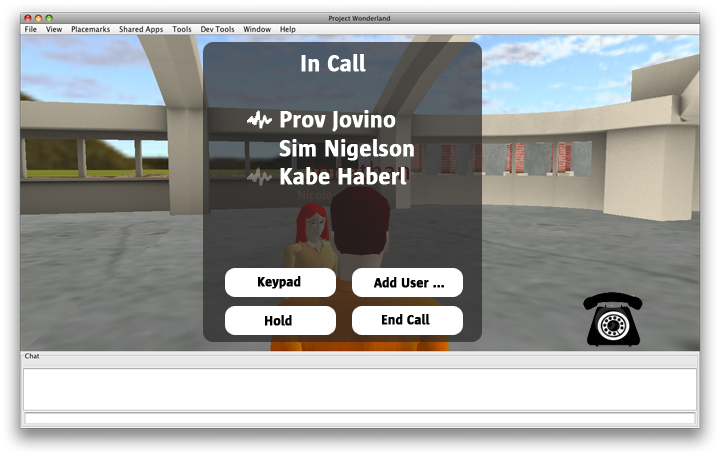 Project Wonderland
File View Placemarks Shared Apps Tools Dev Tools Window Help
In Call
Prov Jovino
Sim Nigelson
Kabe Haberl
Keypad Add User ...
Hold End Call
Chat